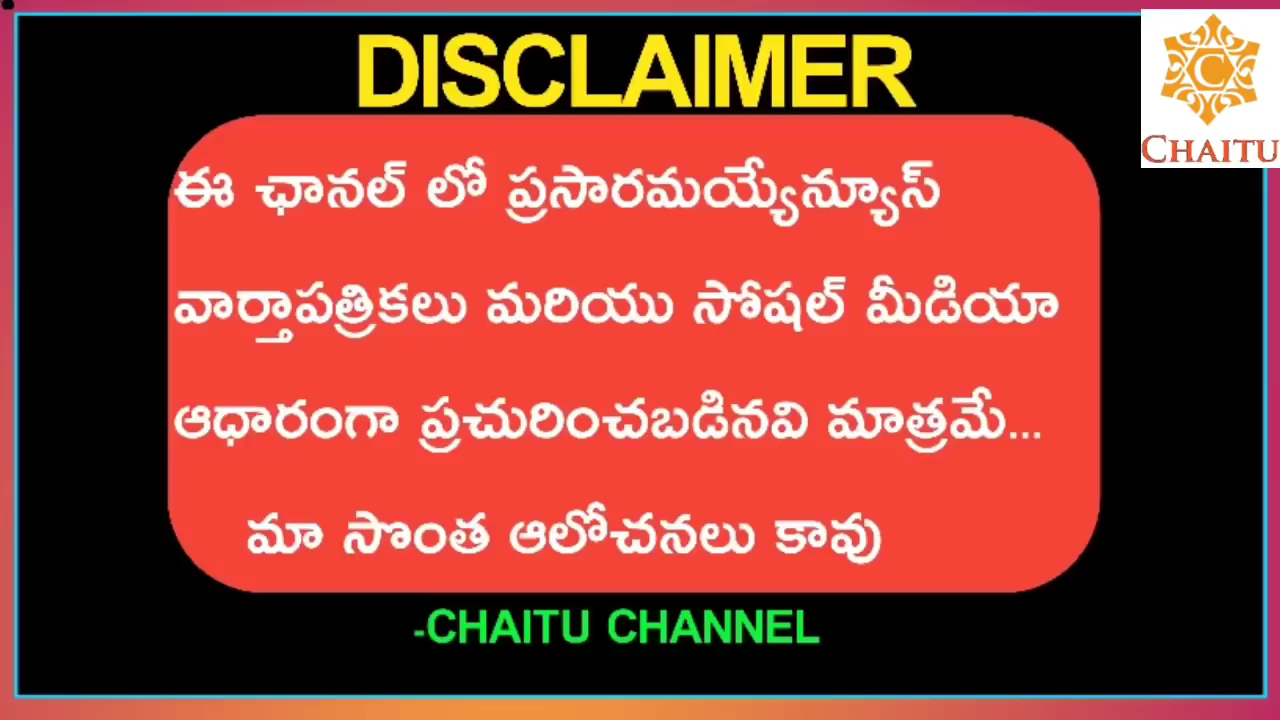 DISCLAIMER
C
CHAITU
ఈ ఛానల్ లో ప్రసారమయ్యేన్యూస్
వార్తాపత్రికలు మరియు సోషల్ మీడియా
ఆధారంగా ప్రచురించబడినవి మాత్రమే...
మా సొంత ఆలోచనలు కావు
-CHAITU CHANNEL